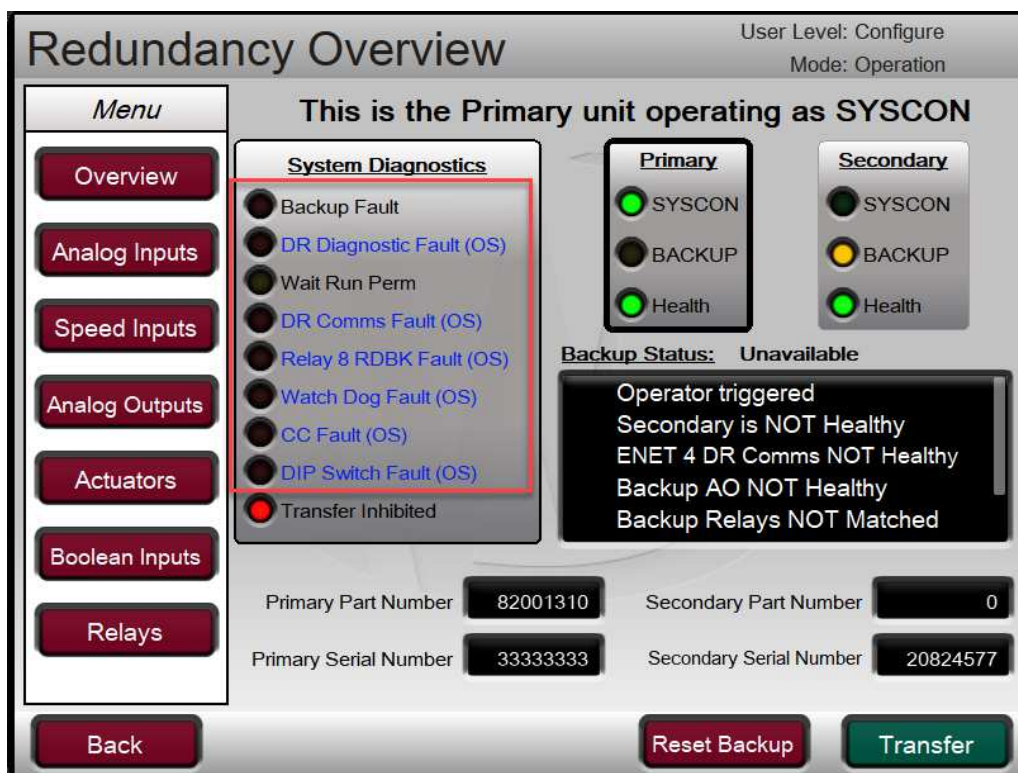 Redundancy Overview
User Level: Configure
Mode: Operation
Menu
Overview
Analog Inputs
Speed Inputs
Analog Outputs
Actuators
Boolean Inputs
Relays
This is the Primary unit operating as SYSCON
System Diagnostics
Backup Fault
DR Diagnostic Fault (OS)
Wait Run Perm
DR Comms Fault (OS)
Relay 8 RDBK Fault (OS)
Watch Dog Fault (OS)
CC Fault (OS)
DIP Switch Fault (OS)
Transfer Inhibited
Primary
SYSCON
BACKUP
Health
Secondary
SYSCON
BACKUP
Health
Backup Status: Unavailable
Operator triggered
Secondary is NOT Healthy
ENET 4 DR Comms NOT Healthy
Backup AO NOT Healthy
Backup Relays NOT Matched
Primary Part Number 82001310
Secondary Part Number 0
Primary Serial Number 33333333
Secondary Serial Number 20824577
Back
Reset Backup
Transfer